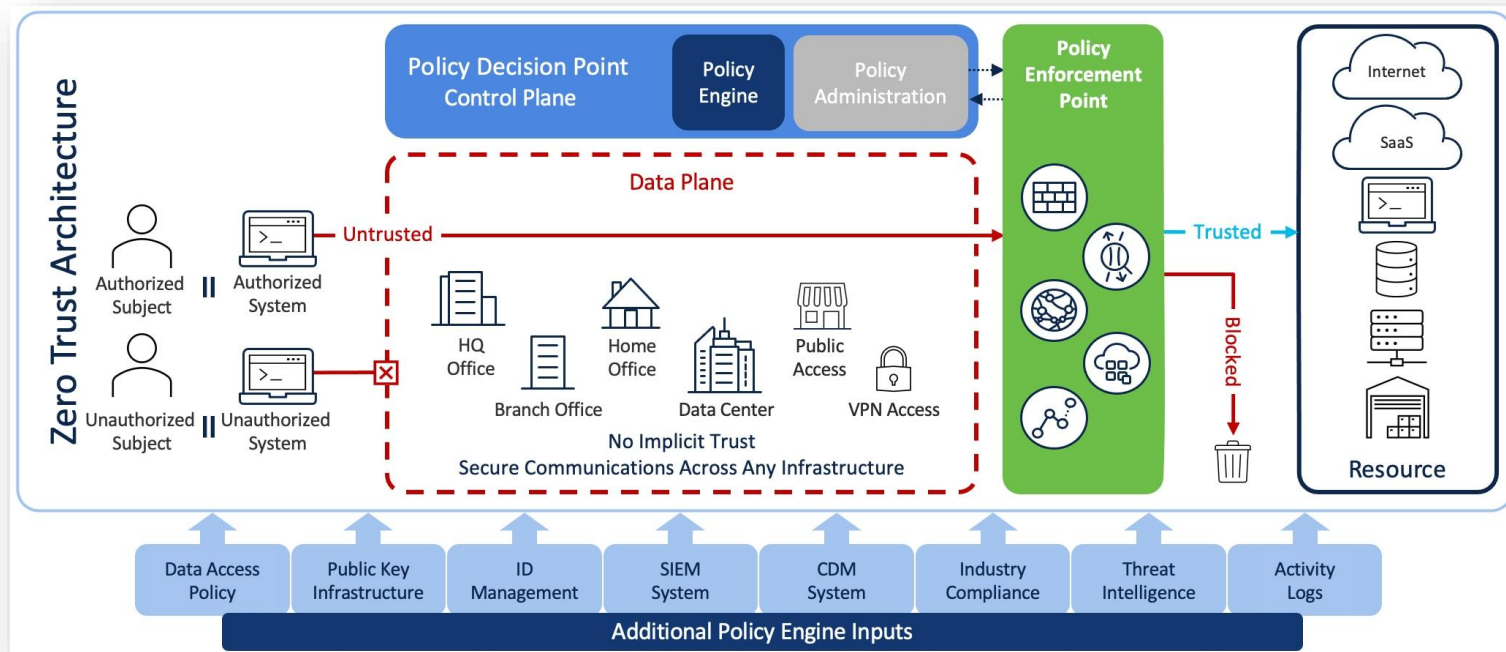 Zero Trust Architecture
Policy Decision Point
Control Plane
Policy
Engine
Policy
Administration
Policy
Enforcement
Point
Internet
SaaS
Data Plane
Untrusted
Trusted
Blocked
Authorized
Subject
Authorized
System
Unauthorized
Subject
Unauthorized
System
HQ
Office
Branch Office
Home
Office
Data Center
Public
Access
VPN Access
No Implicit Trust
Secure Communications Across Any Infrastructure
Resource
Data Access
Policy
Public Key
Infrastructure
ID
Management
SIEM
System
CDM
System
Industry
Compliance
Threat
Intelligence
Activity
Logs
Additional Policy Engine Inputs